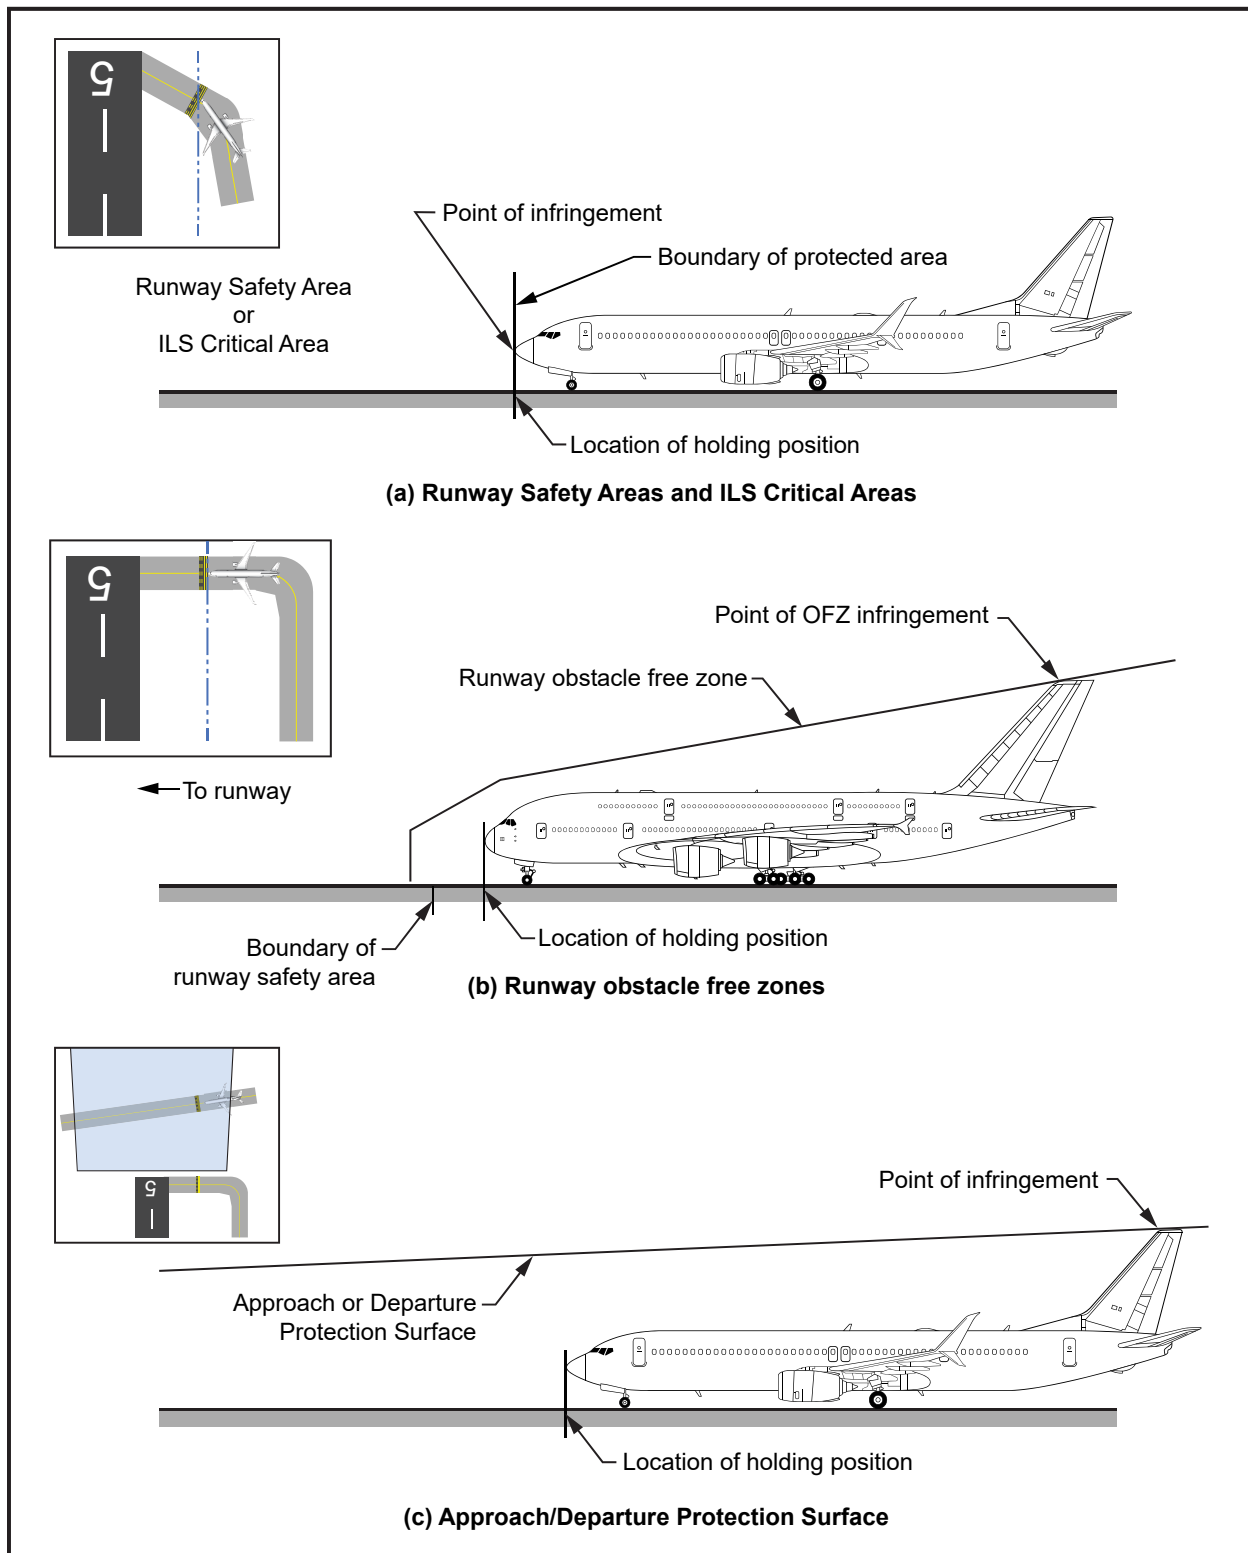 5
Point of infringement
Boundary of protected area
Runway Safety Area
or
ILS Critical Area
Location of holding position
(a) Runway Safety Areas and ILS Critical Areas
5
Point of OFZ infringement
Runway obstacle free zone
To runway
Location of holding position
Boundary of
runway safety area
(b) Runway obstacle free zones
5
Point of infringement
Approach or Departure
Protection Surface
Location of holding position
(c) Approach/Departure Protection Surface